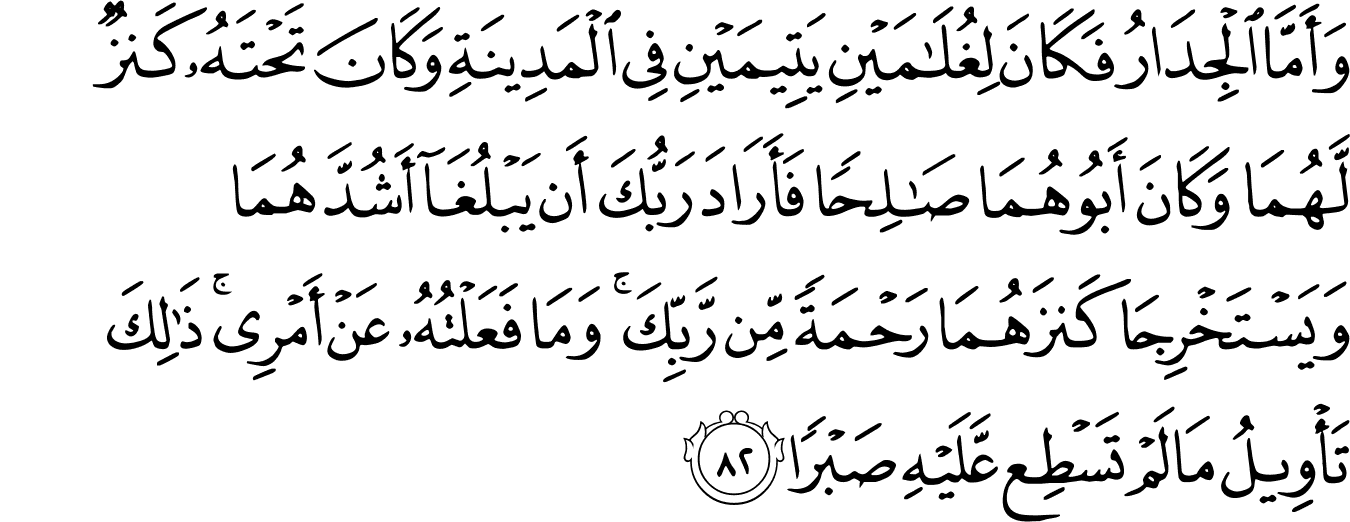 وَأَمَّا ٱلْجِدَارُ فَكَانَ لِغُلَـٰمَيْنِ يَتِيمَيْنِ فِى ٱلْمَدِينَةِ وَكَانَ تَحْتَهُۥ كَنزٌ
لَّهُمَا وَكَانَ أَبُوهُمَا صَـٰلِحًا فَأَرَادَ رَبُّكَ أَن يَبْلُغَآ أَشُدَّهُمَا
وَيَسْتَخْرِجَا كَنزَهُمَا رَحْمَةً مِّن رَّبِّكَ ۚ وَمَا فَعَلْتُهُۥ عَنْ أَمْرِى ۚ ذَٰلِكَ
تَأْوِيلُ مَا لَمْ تَسْطِع عَّلَيْهِ صَبْرًا ٨٢